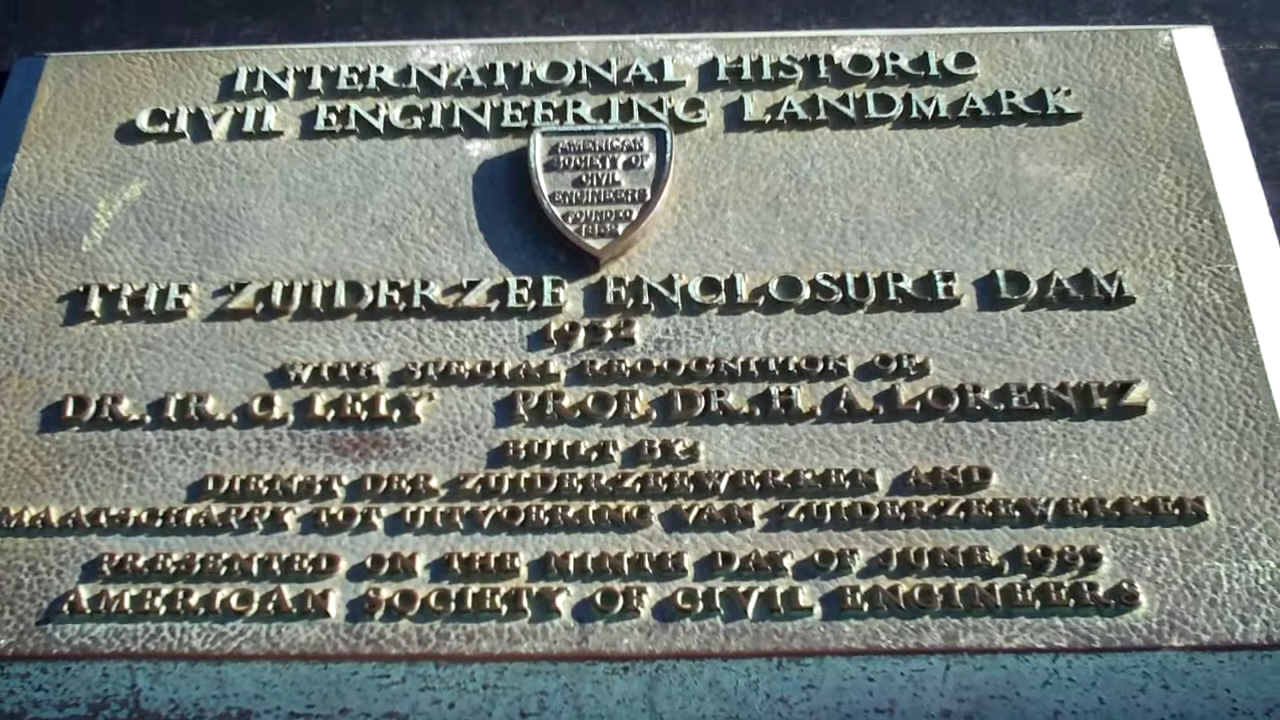 INTERNATIONAL HISTORIC
CIVIL ENGINEERING LANDMARK
AMERICAN
SOCIETY OF
CIVIL
ENGINEERS
FOUNDED
1852
THE ZUIDERZEE ENCLOSURE DAM
1932
WITH SPECIAL RECOGNITION OF
DR. IR. C. LELY PROF. DR. H. A. LORENTZ
BUILT BY:
DIENST DER ZUIDERZEEWERKEN AND
MAATSCHAPPY TOT UITVOERING VAN ZUIDERZEEWERKEN
PRESENTED ON THE NINTH DAY OF JUNE, 1985
AMERICAN SOCIETY OF CIVIL ENGINEERS